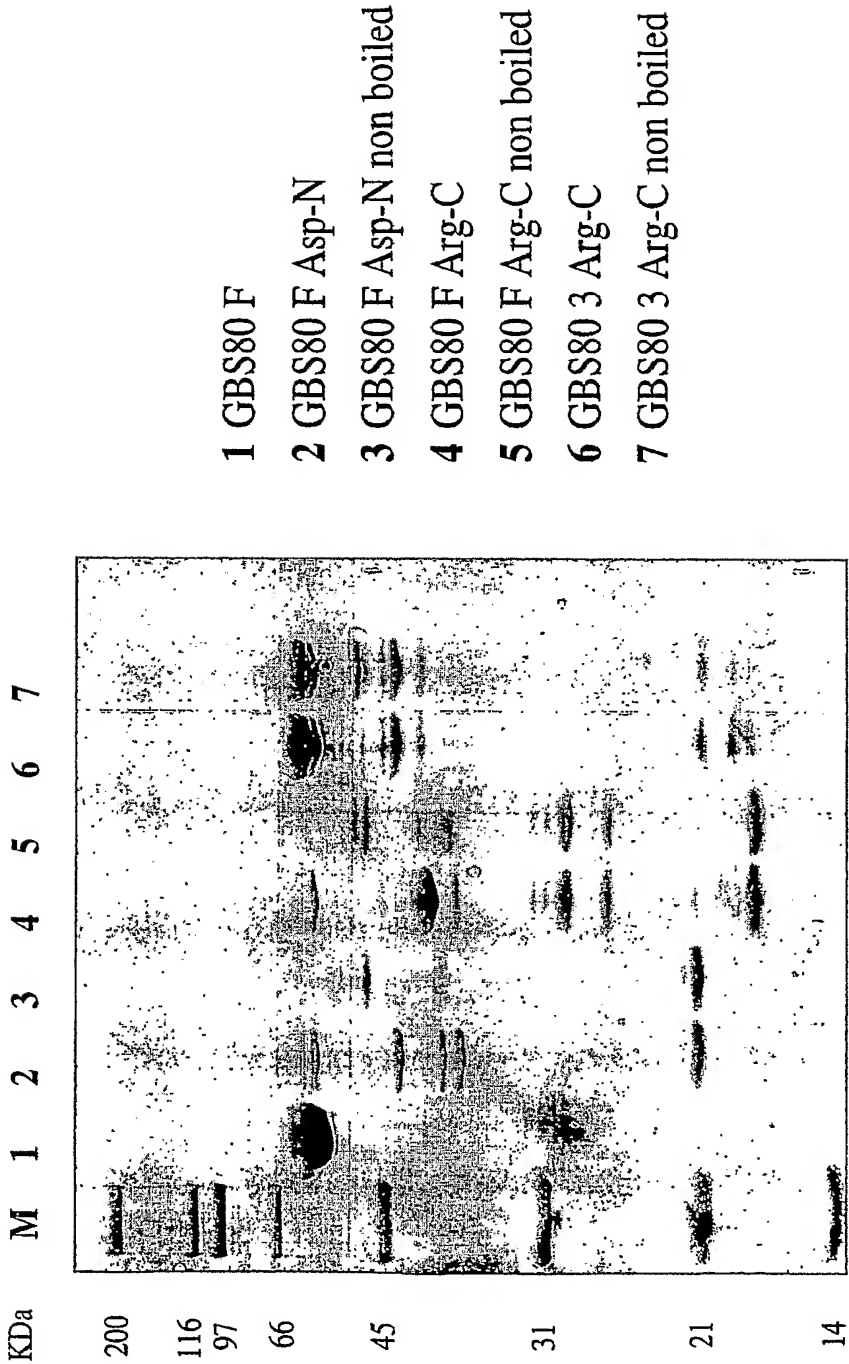 KDa
M 1 2 3 4 5 6 7
200
116
97
66
45
31
21
14
1 GBS80 F
2 GBS80 F Asp-N
3 GBS80 F Asp-N non boiled
4 GBS80 F Arg-C
5 GBS80 F Arg-C non boiled
6 GBS80 3 Arg-C
7 GBS80 3 Arg-C non boiled